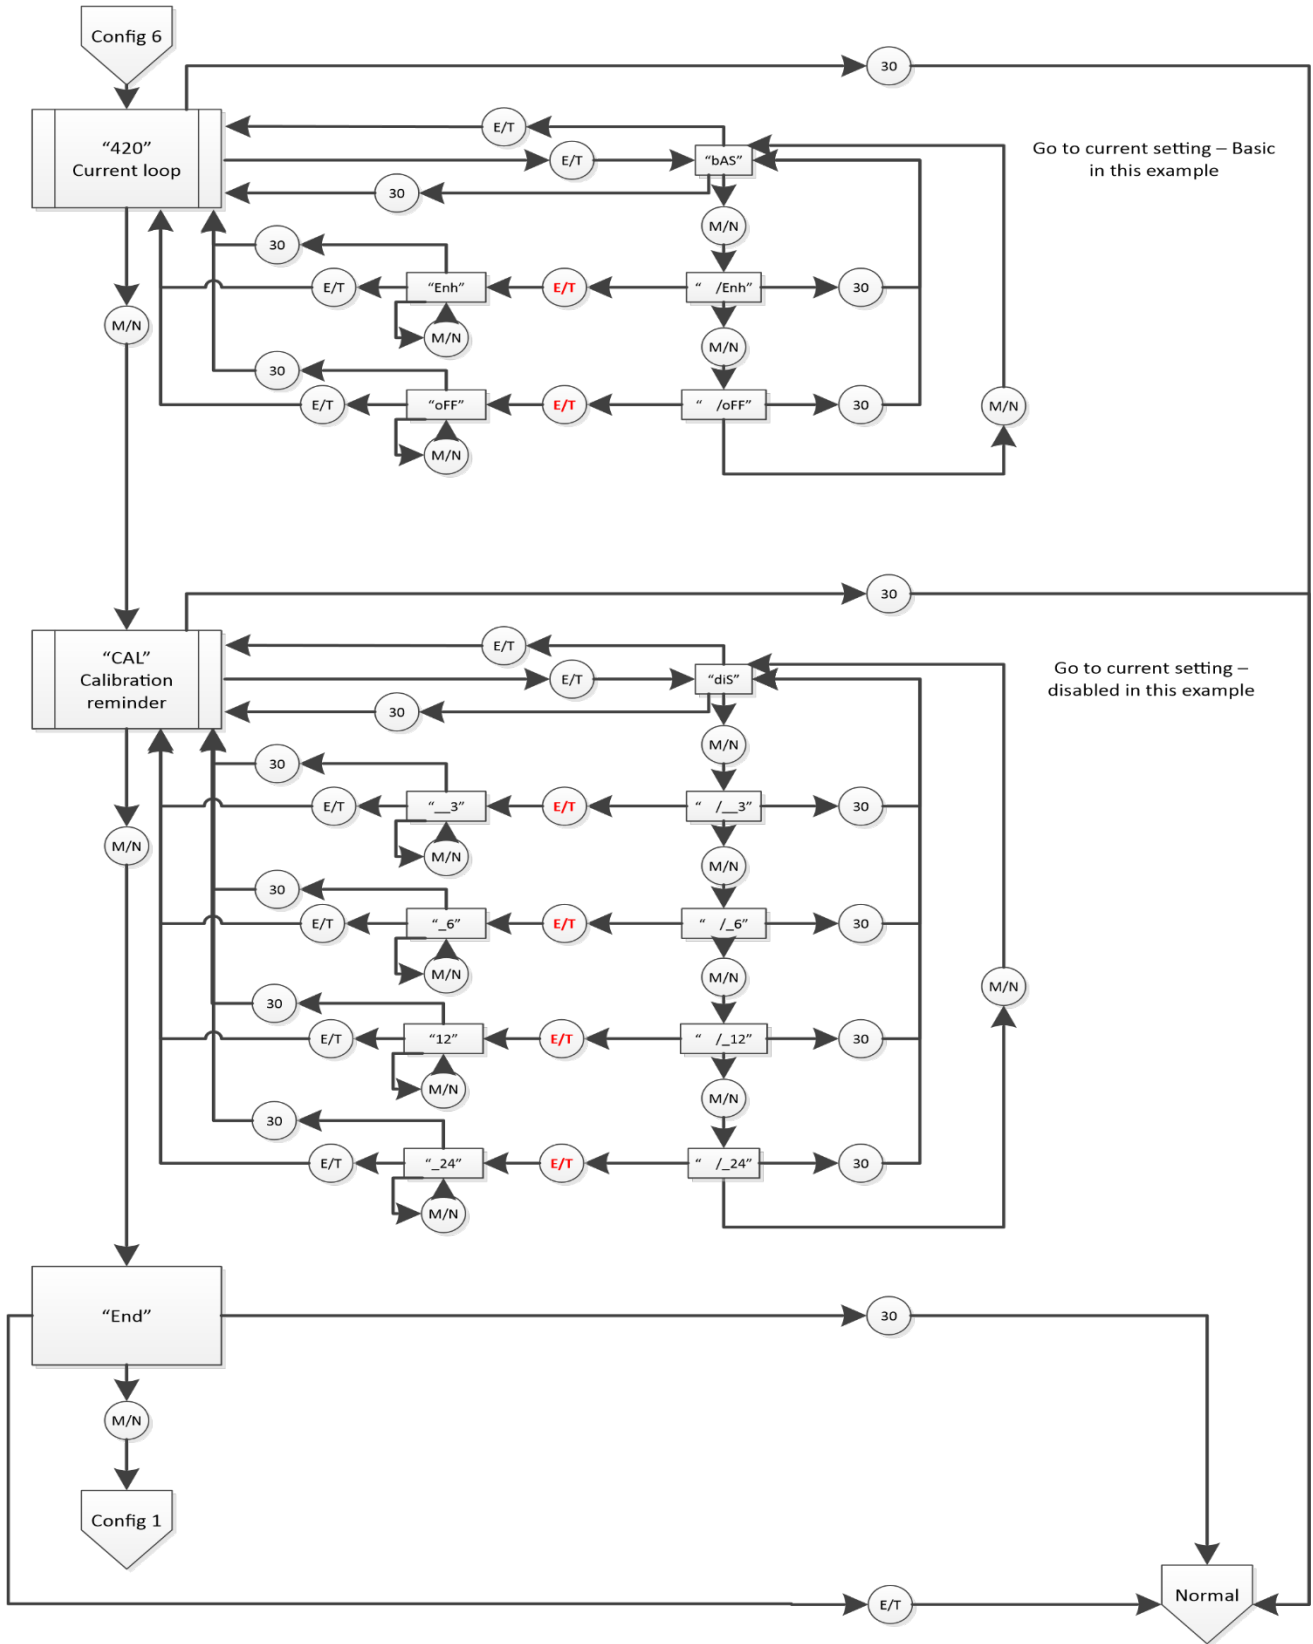 Config 6
30
“420”
Current loop
E/T
E/T
“bAS”
Go to current setting – Basic
in this example
30
M/N
30
E/T
“Enh”
E/T
“  /Enh”
30
M/N
M/N
M/N
30
E/T
“oFF”
E/T
“  /oFF”
30
M/N
M/N
30
“CAL”
Calibration
reminder
E/T
E/T
“diS”
Go to current setting –
disabled in this example
30
M/N
30
E/T
“__3”
E/T
“  /__3”
30
M/N
M/N
M/N
30
E/T
“_6”
E/T
“  /_6”
30
M/N
M/N
M/N
30
E/T
“12”
E/T
“  /_12”
30
M/N
M/N
30
E/T
“_24”
E/T
“  /_24”
30
M/N
“End”
30
M/N
Config 1
E/T
Normal